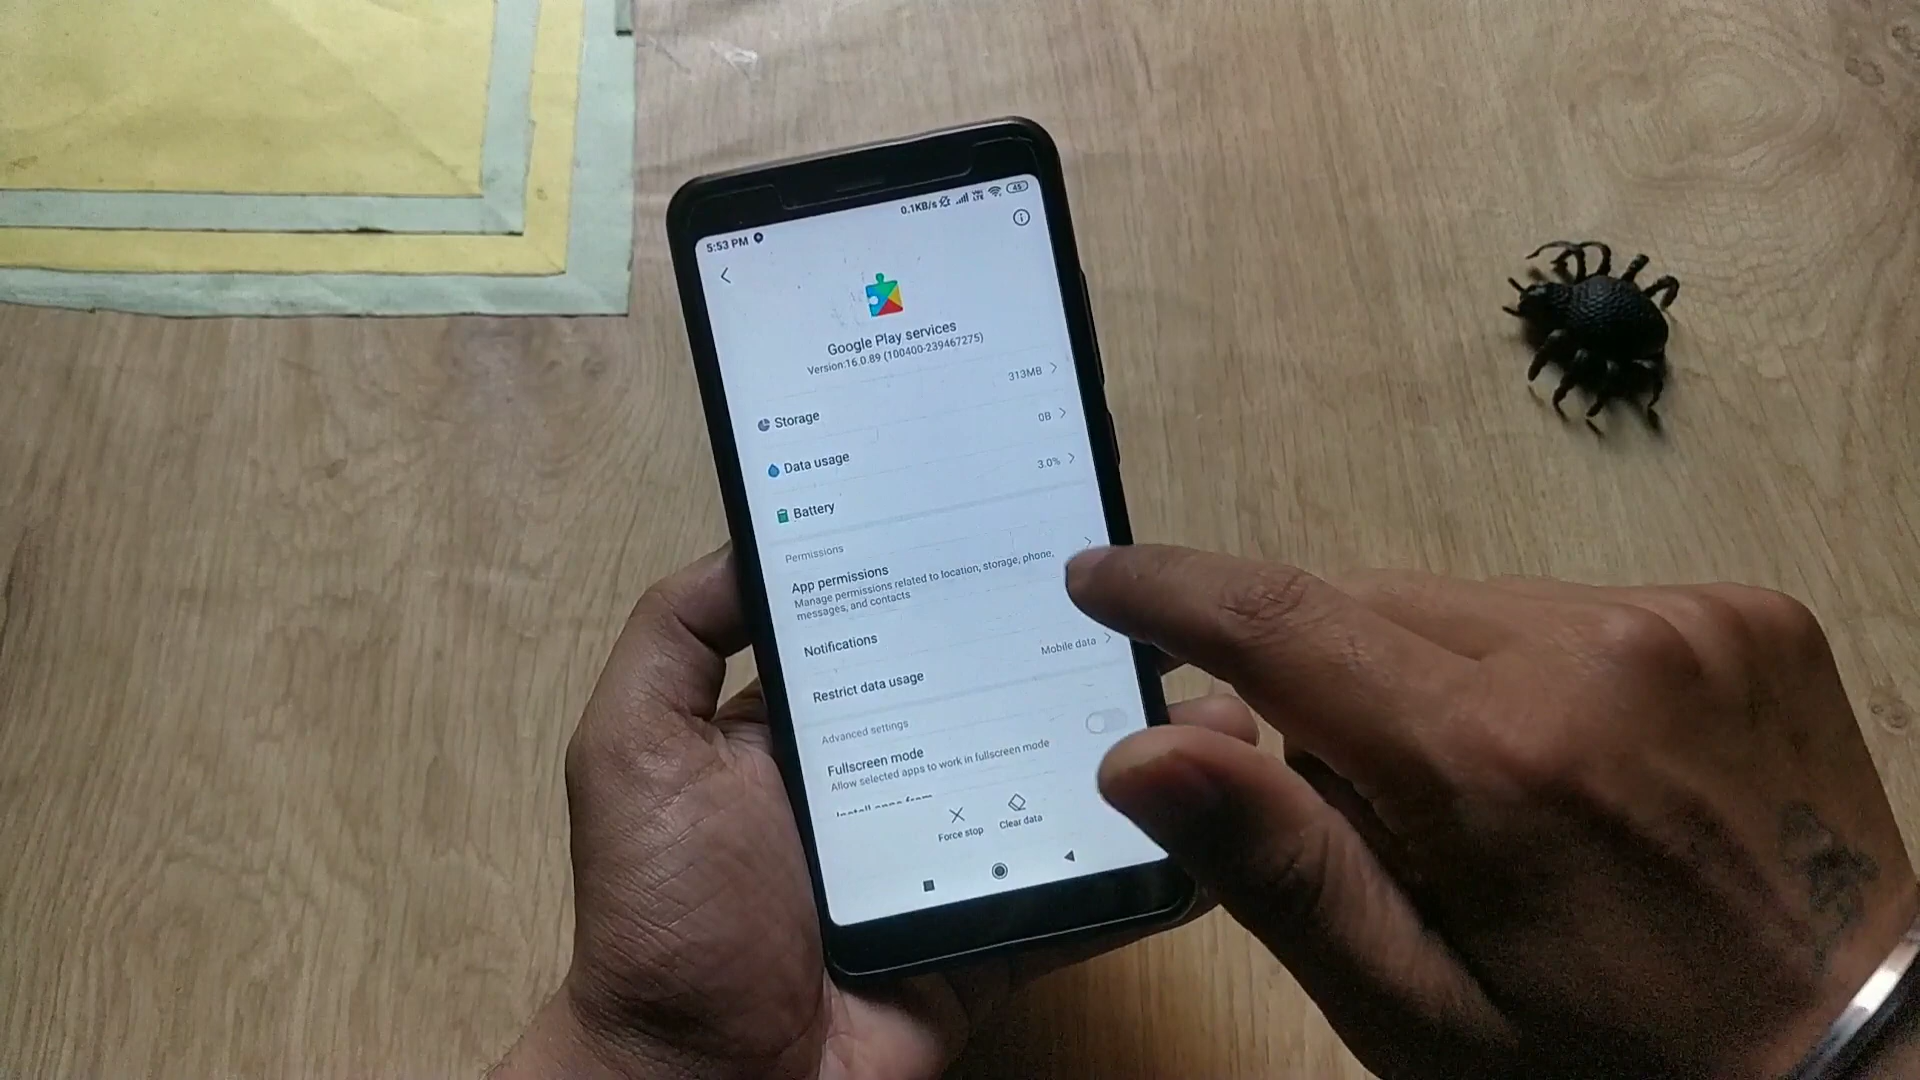 0.1KB/s VoLTE 45
5:53 PM
Google Play services
Version:16.0.89 (100400-239467275)
Storage 313MB
Data usage 0B
Battery 3.0%
Permissions
App permissions
Manage permissions related to location, storage, phone,
messages, and contacts
Notifications
Restrict data usage Mobile data
Advanced settings
Fullscreen mode
Allow selected apps to work in fullscreen mode
Force stop Clear data